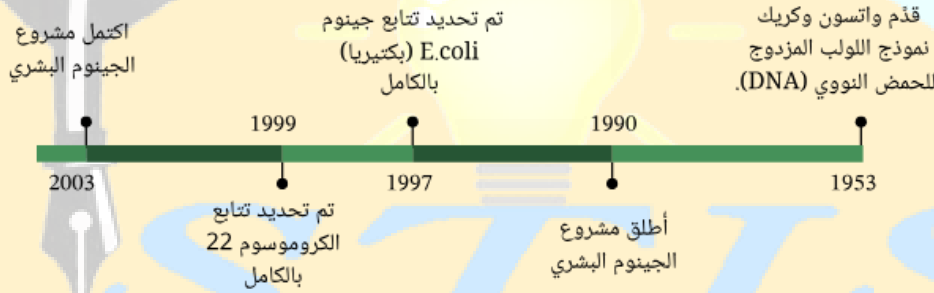 قدَّم واتسون وكريك
نموذج اللولب المزدوج
للحمض النووي (DNA).
1953
1990
أطلق مشروع
الجينوم البشري
تم تحديد تتابع جينوم
E.coli (بكتيريا)
بالكامل
1997
1999
تم تحديد تتابع
الكروموسوم 22
بالكامل
اكتمل مشروع
الجينوم البشري
2003